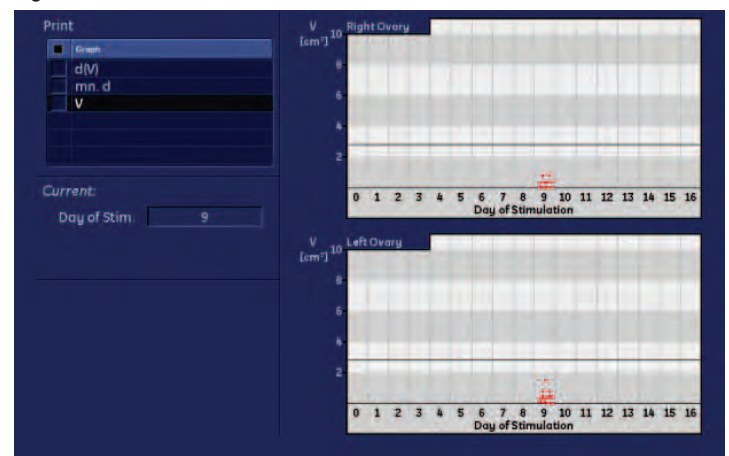 Print
Graph
d(V)
mn. d
V
Current:
Day of Stim. 9
V
[cm³]
Right Ovary
10
8
6
4
2
0 1 2 3 4 5 6 7 8 9 10 11 12 13 14 15 16
Day of Stimulation
V
[cm³]
Left Ovary
10
8
6
4
2
0 1 2 3 4 5 6 7 8 9 10 11 12 13 14 15 16
Day of Stimulation